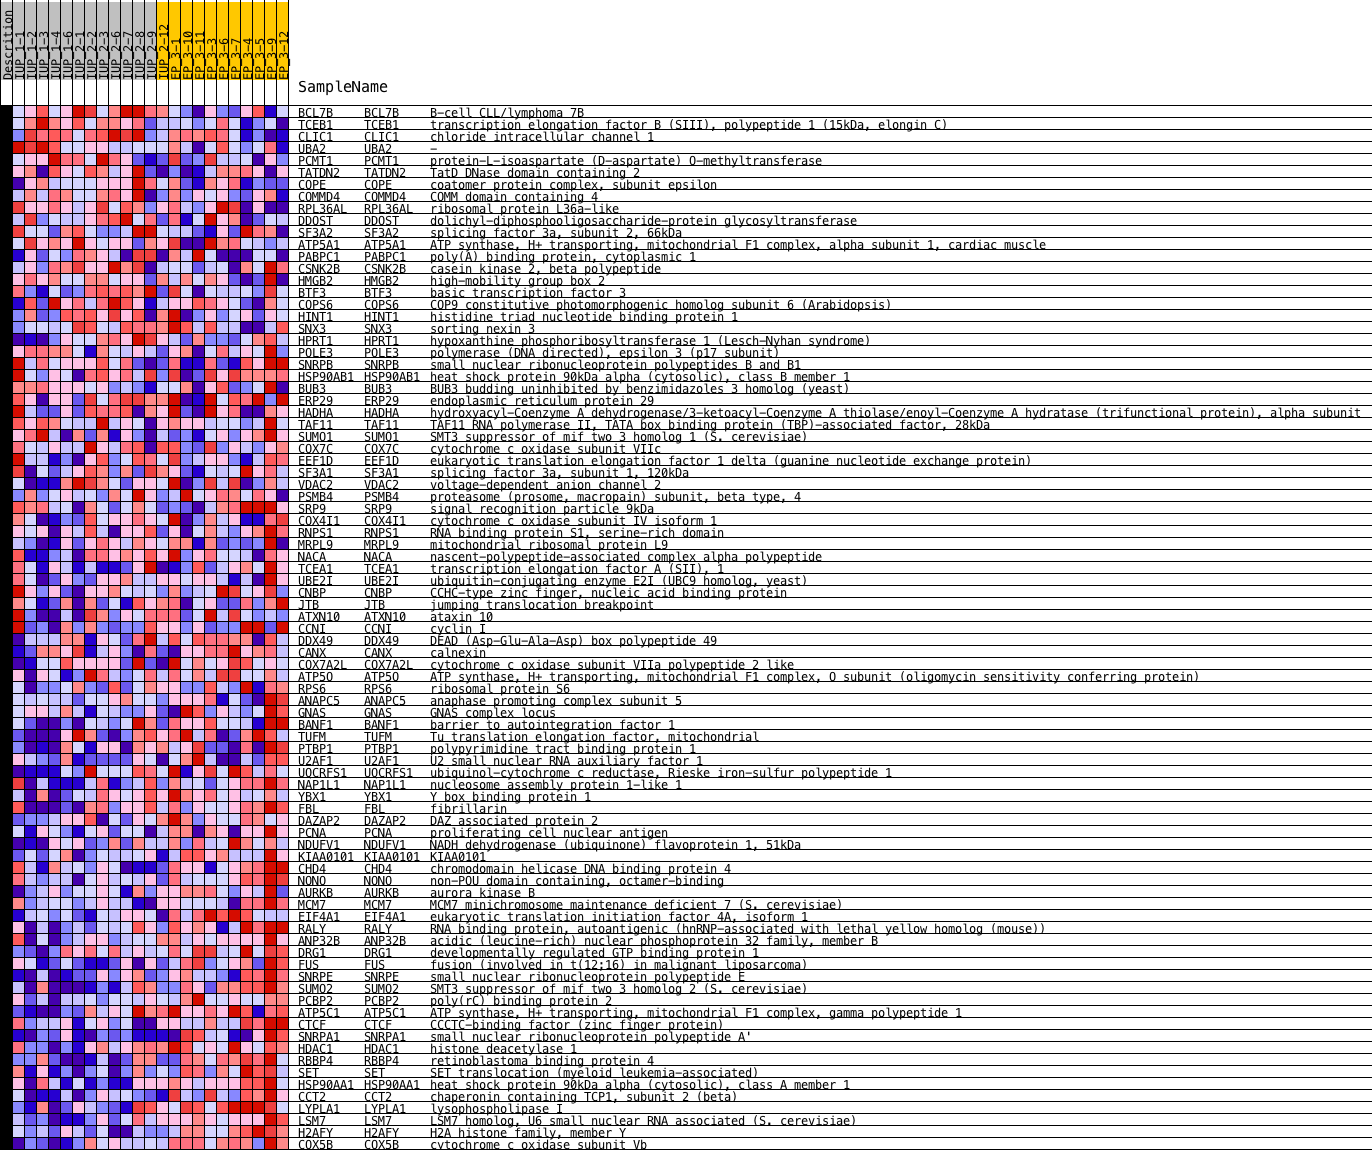 Descrition
IUP_1-1
IUP_1-2
IUP_1-3
IUP_1-4
IUP_1-6
IUP_2-1
IUP_2-2
IUP_2-3
IUP_2-6
IUP_2-7
IUP_2-8
IUP_2-9
IUP_2-12
EP_3-1
EP_3-10
EP_3-11
EP_3-3
EP_3-6
EP_3-7
EP_3-4
EP_3-5
EP_3-9
EP_3-12
SampleName
BCL7B BCL7B B-cell CLL/lymphoma 7B
TCEB1 TCEB1 transcription elongation factor B (SIII), polypeptide 1 (15kDa, elongin C)
CLIC1 CLIC1 chloride intracellular channel 1
UBA2 UBA2 -
PCMT1 PCMT1 protein-L-isoaspartate (D-aspartate) O-methyltransferase
TATDN2 TATDN2 TatD DNase domain containing 2
COPE COPE coatomer protein complex, subunit epsilon
COMMD4 COMMD4 COMM domain containing 4
RPL36AL RPL36AL ribosomal protein L36a-like
DDOST DDOST dolichyl-diphosphooligosaccharide-protein glycosyltransferase
SF3A2 SF3A2 splicing factor 3a, subunit 2, 66kDa
ATP5A1 ATP5A1 ATP synthase, H+ transporting, mitochondrial F1 complex, alpha subunit 1, cardiac muscle
PABPC1 PABPC1 poly(A) binding protein, cytoplasmic 1
CSNK2B CSNK2B casein kinase 2, beta polypeptide
HMGB2 HMGB2 high-mobility group box 2
BTF3 BTF3 basic transcription factor 3
COPS6 COPS6 COP9 constitutive photomorphogenic homolog subunit 6 (Arabidopsis)
HINT1 HINT1 histidine triad nucleotide binding protein 1
SNX3 SNX3 sorting nexin 3
HPRT1 HPRT1 hypoxanthine phosphoribosyltransferase 1 (Lesch-Nyhan syndrome)
POLE3 POLE3 polymerase (DNA directed), epsilon 3 (p17 subunit)
SNRPB SNRPB small nuclear ribonucleoprotein polypeptides B and B1
HSP90AB1 HSP90AB1 heat shock protein 90kDa alpha (cytosolic), class B member 1
BUB3 BUB3 BUB3 budding uninhibited by benzimidazoles 3 homolog (yeast)
ERP29 ERP29 endoplasmic reticulum protein 29
HADHA HADHA hydroxyacyl-Coenzyme A dehydrogenase/3-ketoacyl-Coenzyme A thiolase/enoyl-Coenzyme A hydratase (trifunctional protein), alpha subunit
TAF11 TAF11 TAF11 RNA polymerase II, TATA box binding protein (TBP)-associated factor, 28kDa
SUMO1 SUMO1 SMT3 suppressor of mif two 3 homolog 1 (S. cerevisiae)
COX7C COX7C cytochrome c oxidase subunit VIIc
EEF1D EEF1D eukaryotic translation elongation factor 1 delta (guanine nucleotide exchange protein)
SF3A1 SF3A1 splicing factor 3a, subunit 1, 120kDa
VDAC2 VDAC2 voltage-dependent anion channel 2
PSMB4 PSMB4 proteasome (prosome, macropain) subunit, beta type, 4
SRP9 SRP9 signal recognition particle 9kDa
COX4I1 COX4I1 cytochrome c oxidase subunit IV isoform 1
RNPS1 RNPS1 RNA binding protein S1, serine-rich domain
MRPL9 MRPL9 mitochondrial ribosomal protein L9
NACA NACA nascent-polypeptide-associated complex alpha polypeptide
TCEA1 TCEA1 transcription elongation factor A (SII), 1
UBE2I UBE2I ubiquitin-conjugating enzyme E2I (UBC9 homolog, yeast)
CNBP CNBP CCHC-type zinc finger, nucleic acid binding protein
JTB JTB jumping translocation breakpoint
ATXN10 ATXN10 ataxin 10
CCNI CCNI cyclin I
DDX49 DDX49 DEAD (Asp-Glu-Ala-Asp) box polypeptide 49
CANX CANX calnexin
COX7A2L COX7A2L cytochrome c oxidase subunit VIIa polypeptide 2 like
ATP5O ATP5O ATP synthase, H+ transporting, mitochondrial F1 complex, O subunit (oligomycin sensitivity conferring protein)
RPS6 RPS6 ribosomal protein S6
ANAPC5 ANAPC5 anaphase promoting complex subunit 5
GNAS GNAS GNAS complex locus
BANF1 BANF1 barrier to autointegration factor 1
TUFM TUFM Tu translation elongation factor, mitochondrial
PTBP1 PTBP1 polypyrimidine tract binding protein 1
U2AF1 U2AF1 U2 small nuclear RNA auxiliary factor 1
UQCRFS1 UQCRFS1 ubiquinol-cytochrome c reductase, Rieske iron-sulfur polypeptide 1
NAP1L1 NAP1L1 nucleosome assembly protein 1-like 1
YBX1 YBX1 Y box binding protein 1
FBL FBL fibrillarin
DAZAP2 DAZAP2 DAZ associated protein 2
PCNA PCNA proliferating cell nuclear antigen
NDUFV1 NDUFV1 NADH dehydrogenase (ubiquinone) flavoprotein 1, 51kDa
KIAA0101 KIAA0101 KIAA0101
CHD4 CHD4 chromodomain helicase DNA binding protein 4
NONO NONO non-POU domain containing, octamer-binding
AURKB AURKB aurora kinase B
MCM7 MCM7 MCM7 minichromosome maintenance deficient 7 (S. cerevisiae)
EIF4A1 EIF4A1 eukaryotic translation initiation factor 4A, isoform 1
RALY RALY RNA binding protein, autoantigenic (hnRNP-associated with lethal yellow homolog (mouse))
ANP32B ANP32B acidic (leucine-rich) nuclear phosphoprotein 32 family, member B
DRG1 DRG1 developmentally regulated GTP binding protein 1
FUS FUS fusion (involved in t(12;16) in malignant liposarcoma)
SNRPE SNRPE small nuclear ribonucleoprotein polypeptide E
SUMO2 SUMO2 SMT3 suppressor of mif two 3 homolog 2 (S. cerevisiae)
PCBP2 PCBP2 poly(rC) binding protein 2
ATP5C1 ATP5C1 ATP synthase, H+ transporting, mitochondrial F1 complex, gamma polypeptide 1
CTCF CTCF CCCTC-binding factor (zinc finger protein)
SNRPA1 SNRPA1 small nuclear ribonucleoprotein polypeptide A'
HDAC1 HDAC1 histone deacetylase 1
RBBP4 RBBP4 retinoblastoma binding protein 4
SET SET SET translocation (myeloid leukemia-associated)
HSP90AA1 HSP90AA1 heat shock protein 90kDa alpha (cytosolic), class A member 1
CCT2 CCT2 chaperonin containing TCP1, subunit 2 (beta)
LYPLA1 LYPLA1 lysophospholipase I
LSM7 LSM7 LSM7 homolog, U6 small nuclear RNA associated (S. cerevisiae)
H2AFY H2AFY H2A histone family, member Y
COX5B COX5B cytochrome c oxidase subunit Vb